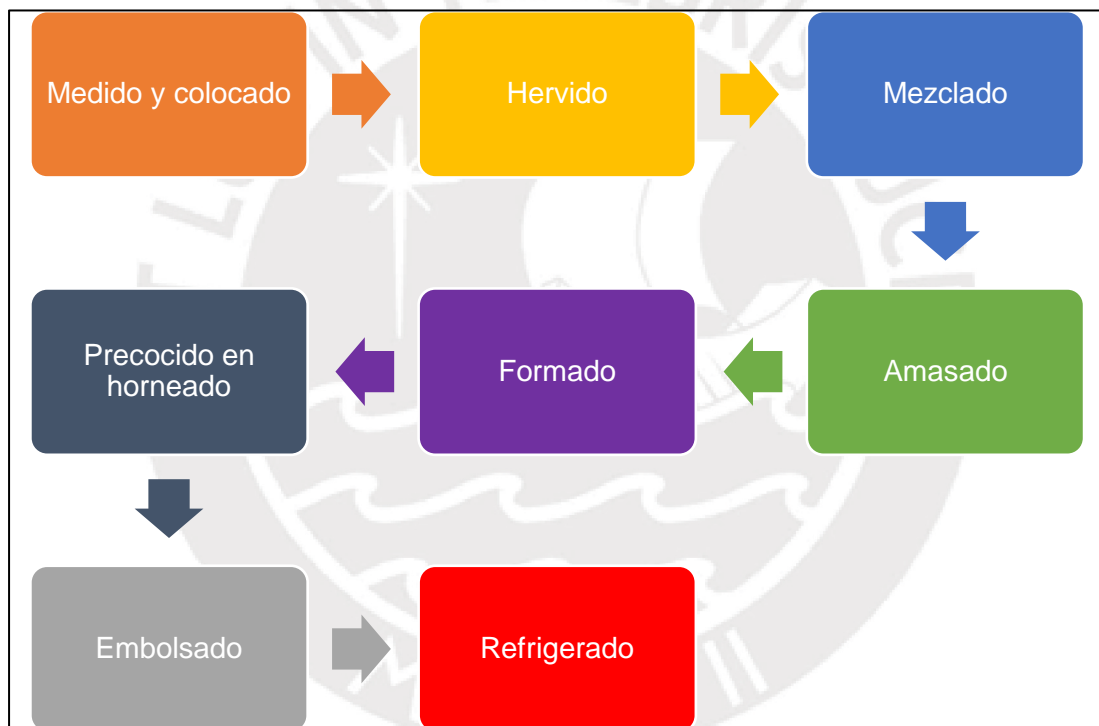 Medido y colocado
Hervido
Mezclado
Amasado
Formado
Precocido en
horneado
Embolsado
Refrigerado